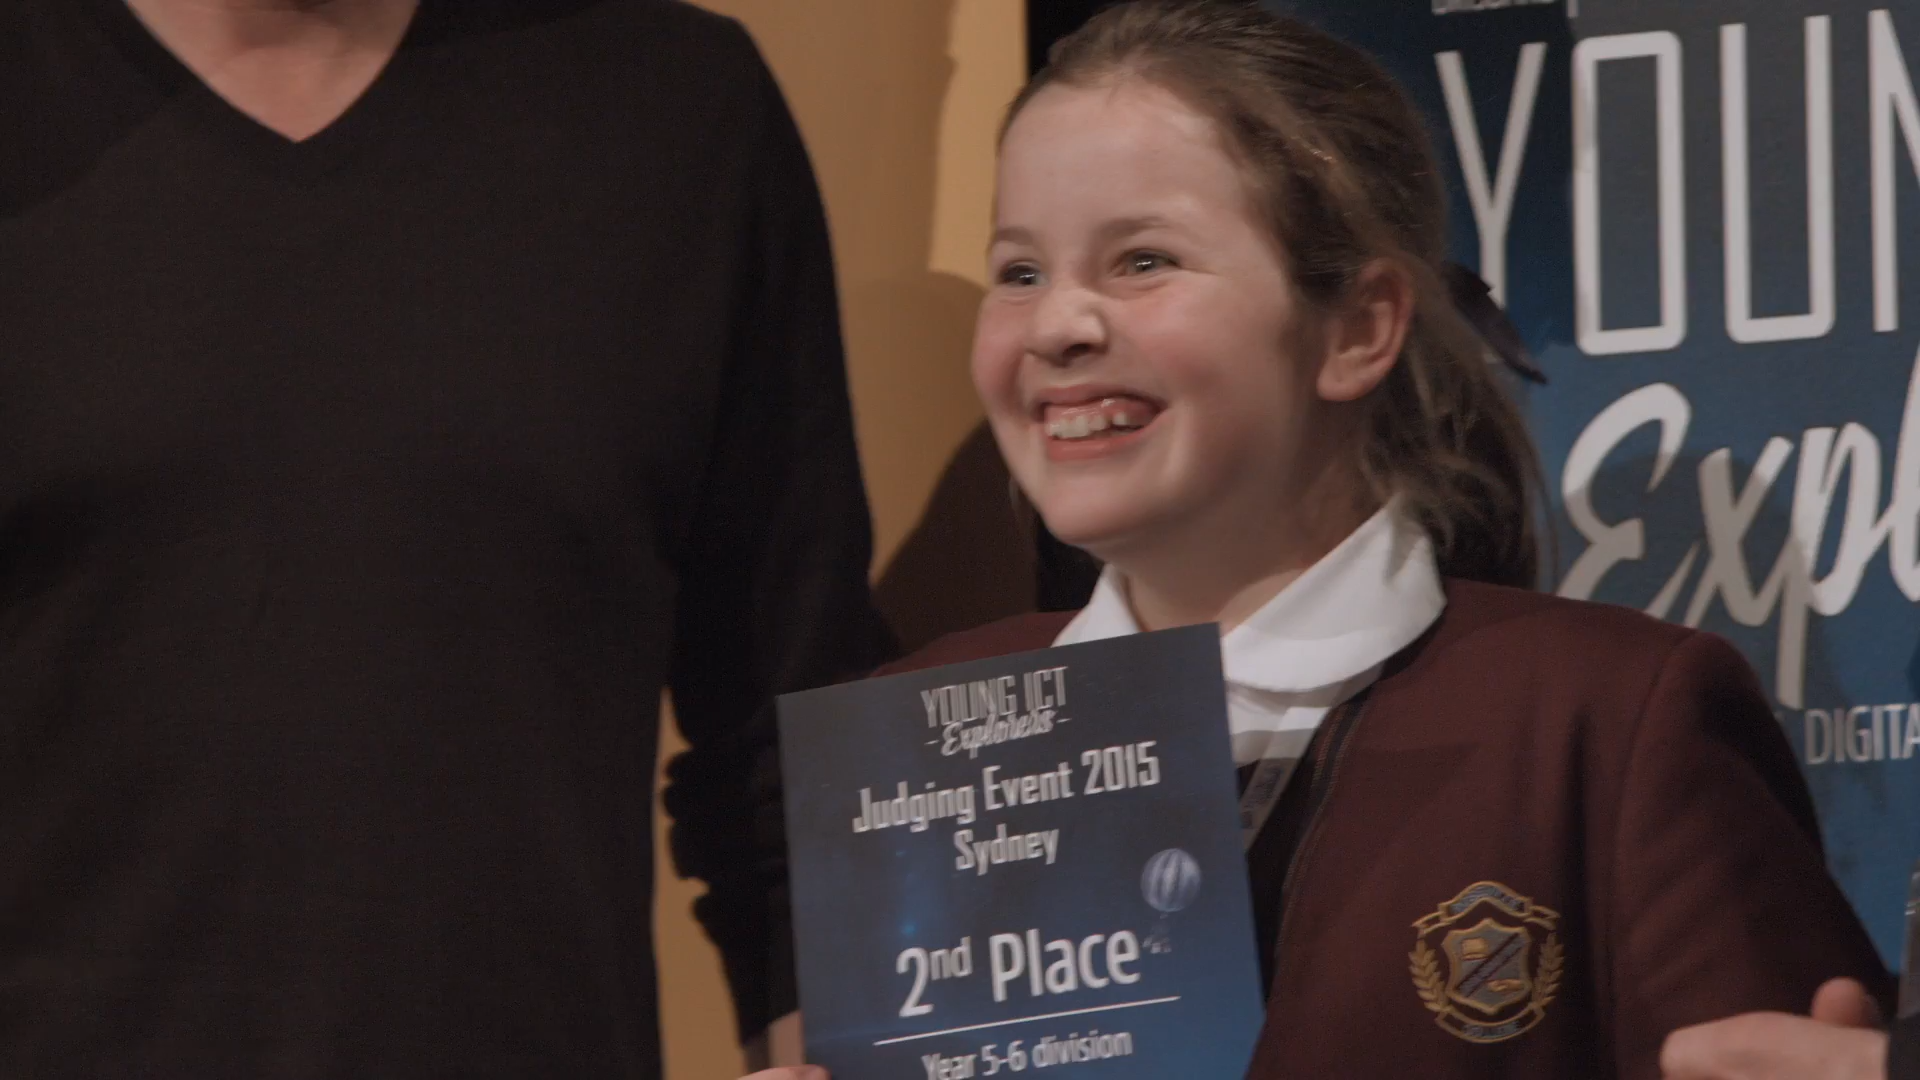 YOUNG ICT
- Explorers -
Judging Event 2015
Sydney
2nd Place
Year 5-6 division
YOUN
Expl
DIGITA